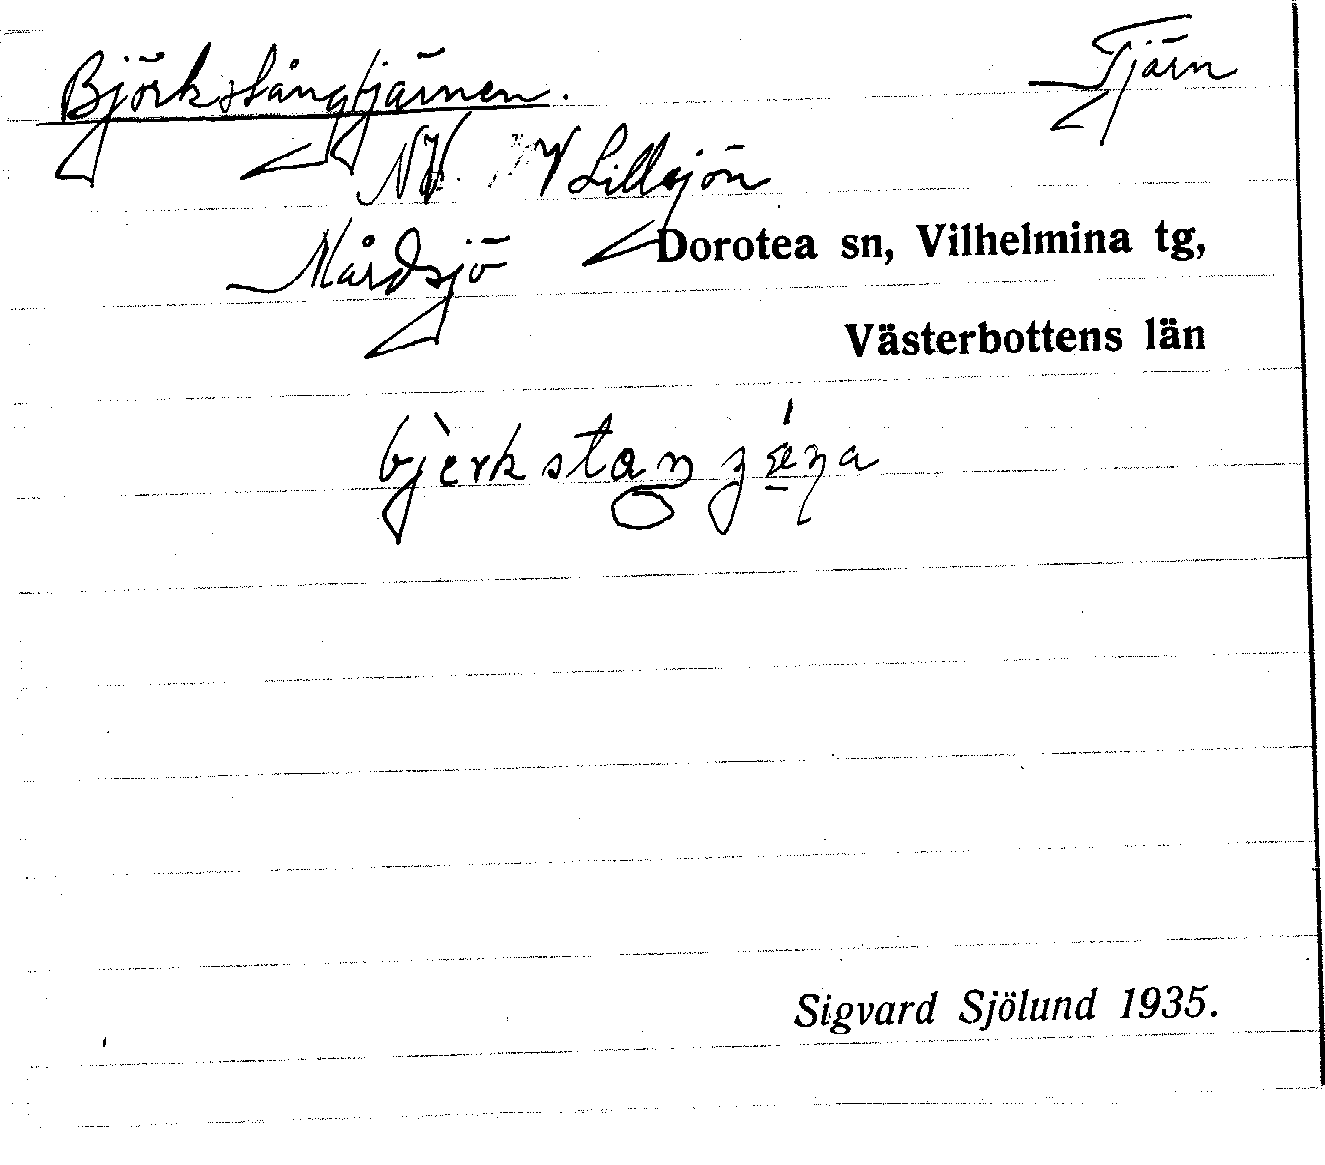 Björkstångtjärnen. Tjärn
NV. V Lillsjön
Mårdsjö Dorotea sn, Vilhelmina tg,
Västerbottens län
Sigvard Sjölund 1935.